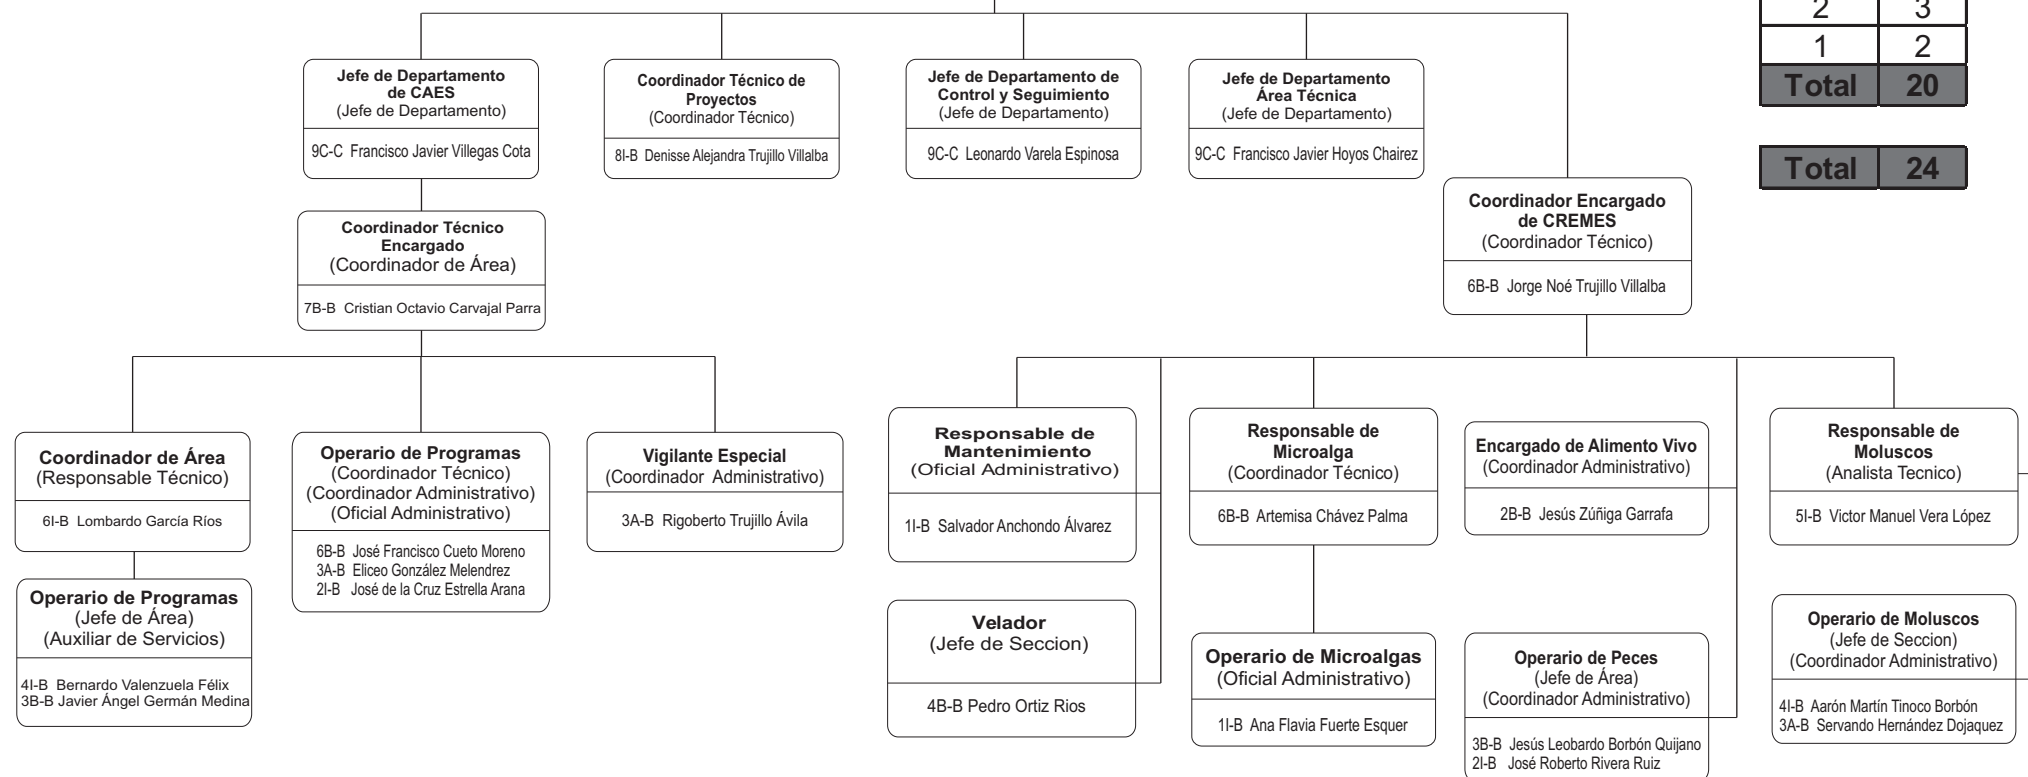 2 3
1 2
Total 20
Total 24
Jefe de Departamento
de CAES
(Jefe de Departamento)
9C-C Francisco Javier Villegas Cota
Coordinador Técnico de
Proyectos
(Coordinador Técnico)
8I-B Denisse Alejandra Trujillo Villalba
Jefe de Departamento de
Control y Seguimiento
(Jefe de Departamento)
9C-C Leonardo Varela Espinosa
Jefe de Departamento
Área Técnica
(Jefe de Departamento)
9C-C Francisco Javier Hoyos Chairez
Coordinador Encargado
de CREMES
(Coordinador Técnico)
6B-B Jorge Noé Trujillo Villalba
Coordinador Técnico
Encargado
(Coordinador de Área)
7B-B Cristian Octavio Carvajal Parra
Coordinador de Área
(Responsable Técnico)
6I-B Lombardo García Ríos
Operario de Programas
(Coordinador Técnico)
(Coordinador Administrativo)
(Oficial Administrativo)
6B-B José Francisco Cueto Moreno
3A-B Eliceo González Melendrez
2I-B José de la Cruz Estrella Arana
Vigilante Especial
(Coordinador Administrativo)
3A-B Rigoberto Trujillo Ávila
Responsable de
Mantenimiento
(Oficial Administrativo)
1I-B Salvador Anchondo Álvarez
Responsable de
Microalga
(Coordinador Técnico)
6B-B Artemisa Chávez Palma
Encargado de Alimento Vivo
(Coordinador Administrativo)
2B-B Jesús Zúñiga Garrafa
Responsable de
Moluscos
(Analista Tecnico)
5I-B Victor Manuel Vera López
Operario de Programas
(Jefe de Área)
(Auxiliar de Servicios)
4I-B Bernardo Valenzuela Félix
3B-B Javier Ángel Germán Medina
Velador
(Jefe de Seccion)
4B-B Pedro Ortiz Rios
Operario de Microalgas
(Oficial Administrativo)
1I-B Ana Flavia Fuerte Esquer
Operario de Peces
(Jefe de Área)
(Coordinador Administrativo)
3B-B Jesús Leobardo Borbón Quijano
2I-B José Roberto Rivera Ruiz
Operario de Moluscos
(Jefe de Seccion)
(Coordinador Administrativo)
4I-B Aarón Martín Tinoco Borbón
3A-B Servando Hernández Dojaquez